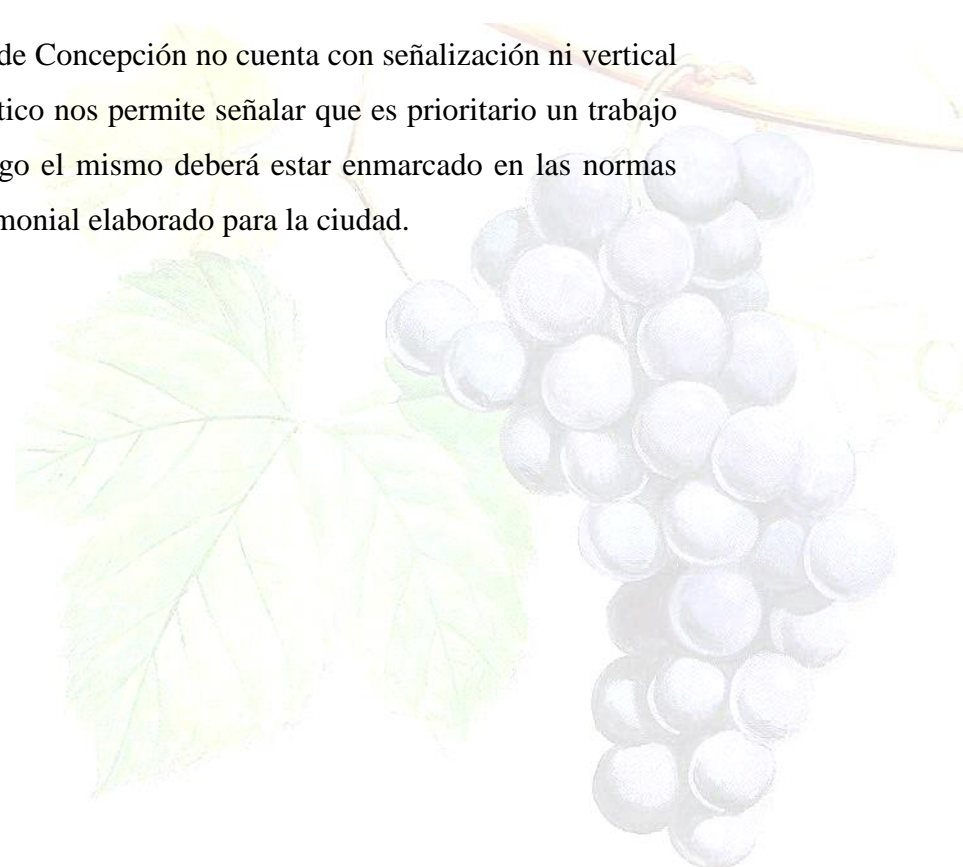 de Concepción no cuenta con señalización ni vertical
tico nos permite señalar que es prioritario un trabajo
go el mismo deberá estar enmarcado en las normas
monial elaborado para la ciudad.